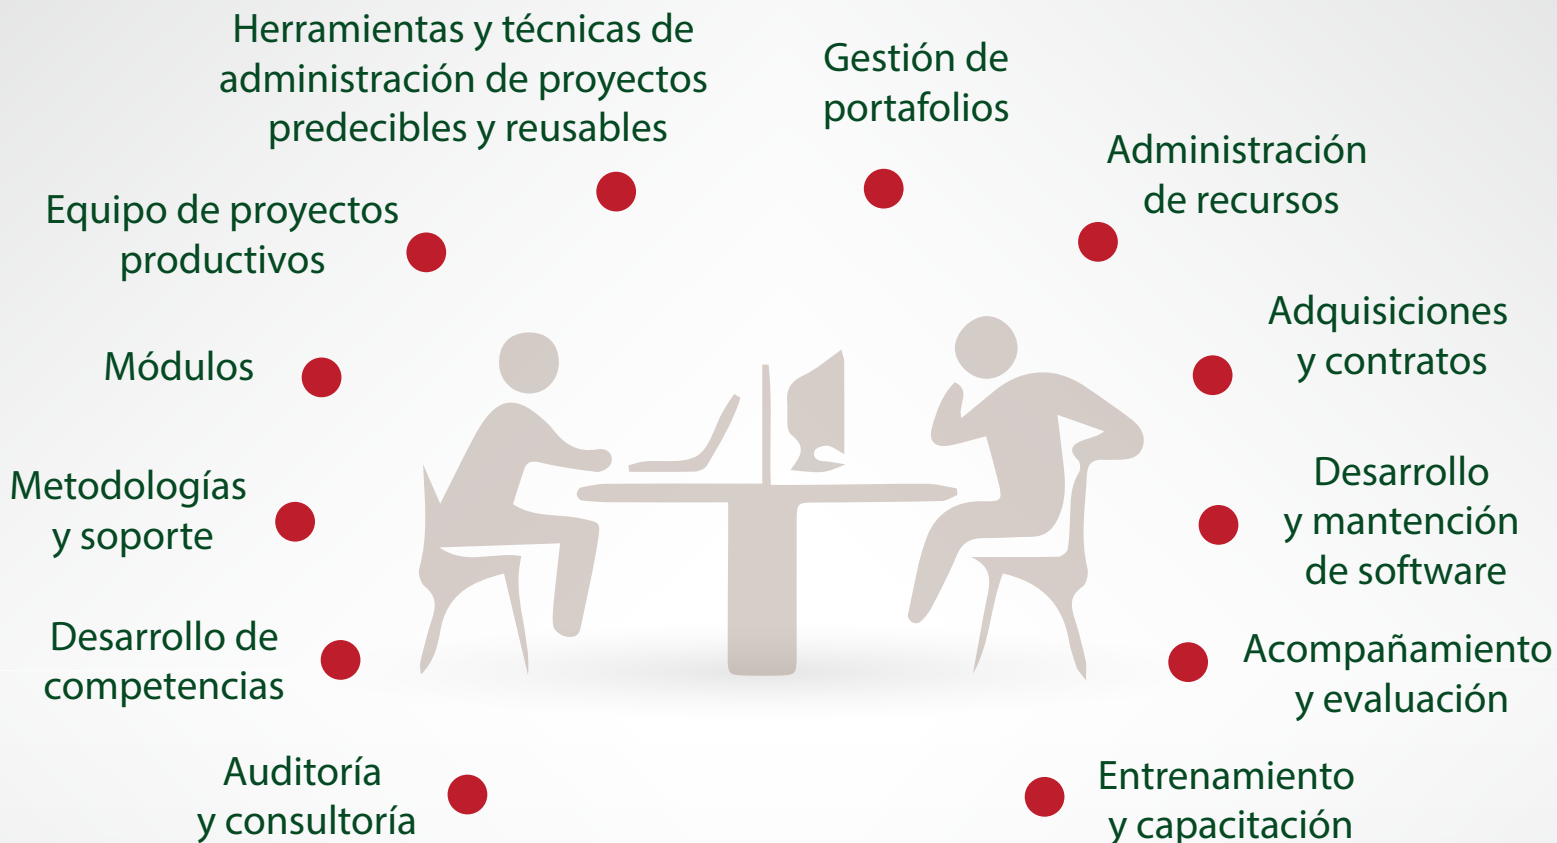 Herramientas y técnicas de
administración de proyectos
predecibles y reusables
Gestión de
portafolios
Administración
de recursos
Equipo de proyectos
productivos
Adquisiciones
y contratos
Módulos
Metodologías
y soporte
Desarrollo
y mantención
de software
Desarrollo de
competencias
Acompañamiento
y evaluación
Auditoría
y consultoría
Entrenamiento
y capacitación